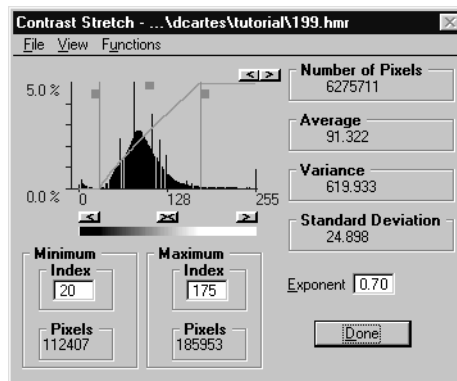 Contrast Stretch - ...\dcartes\tutorial\199.hmr
File View Functions
< >
5.0 %
0.0 %
0 128 255
< >< >
Minimum
Index
20
Pixels
112407
Maximum
Index
175
Pixels
185953
Number of Pixels
6275711
Average
91.322
Variance
619.933
Standard Deviation
24.898
Exponent 0.70
Done